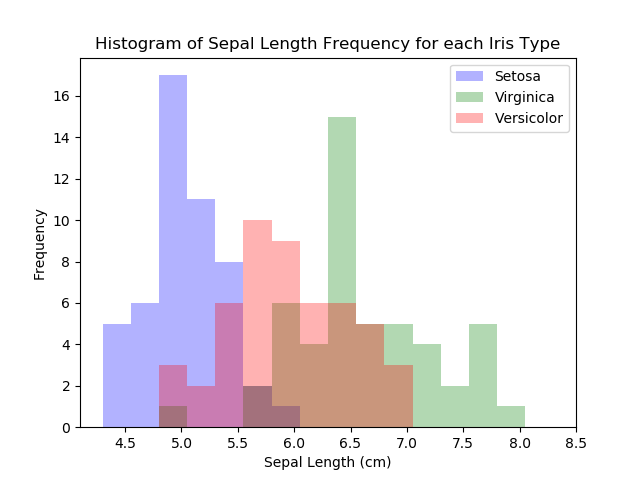 Histogram of Sepal Length Frequency for each Iris Type
Setosa
Virginica
Versicolor
16
14
12
10
8
6
4
2
0
Frequency
4.5 5.0 5.5 6.0 6.5 7.0 7.5 8.0 8.5
Sepal Length (cm)